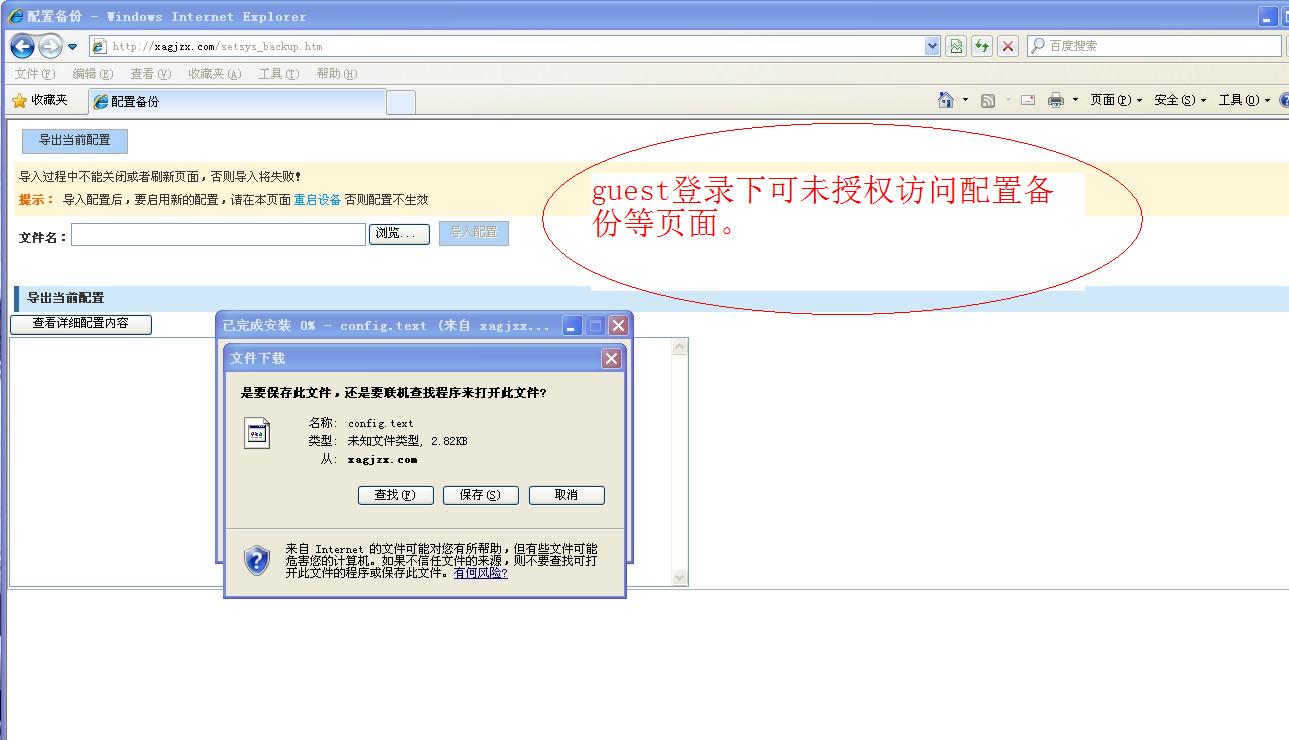 配置备份 - Windows Internet Explorer
http://xagjzx.com/setsys_backup.htm
百度搜索
文件(F) 编辑(E) 查看(V) 收藏夹(A) 工具(T) 帮助(H)
收藏夹 配置备份 页面(P) 安全(S) 工具(O)
导出当前配置
导入过程中不能关闭或者刷新页面，否则导入将失败!
提示： 导入配置后，要启用新的配置，请在本页面 重启设备 否则配置不生效
文件名： 浏览... 导入配置
guest登录下可未授权访问配置备
份等页面。
导出当前配置
查看详细配置内容
已完成安装 0% - config.text (来自 xagjzx...
文件下载
是要保存此文件，还是要联机查找程序来打开此文件?
名称: config.text
类型: 未知文件类型, 2.82KB
从: xagjzx.com
查找(F) 保存(S) 取消
来自 Internet 的文件可能对您有所帮助，但有些文件可能
危害您的计算机。如果不信任文件的来源，则不要查找可打
开此文件的程序或保存此文件。有何风险?